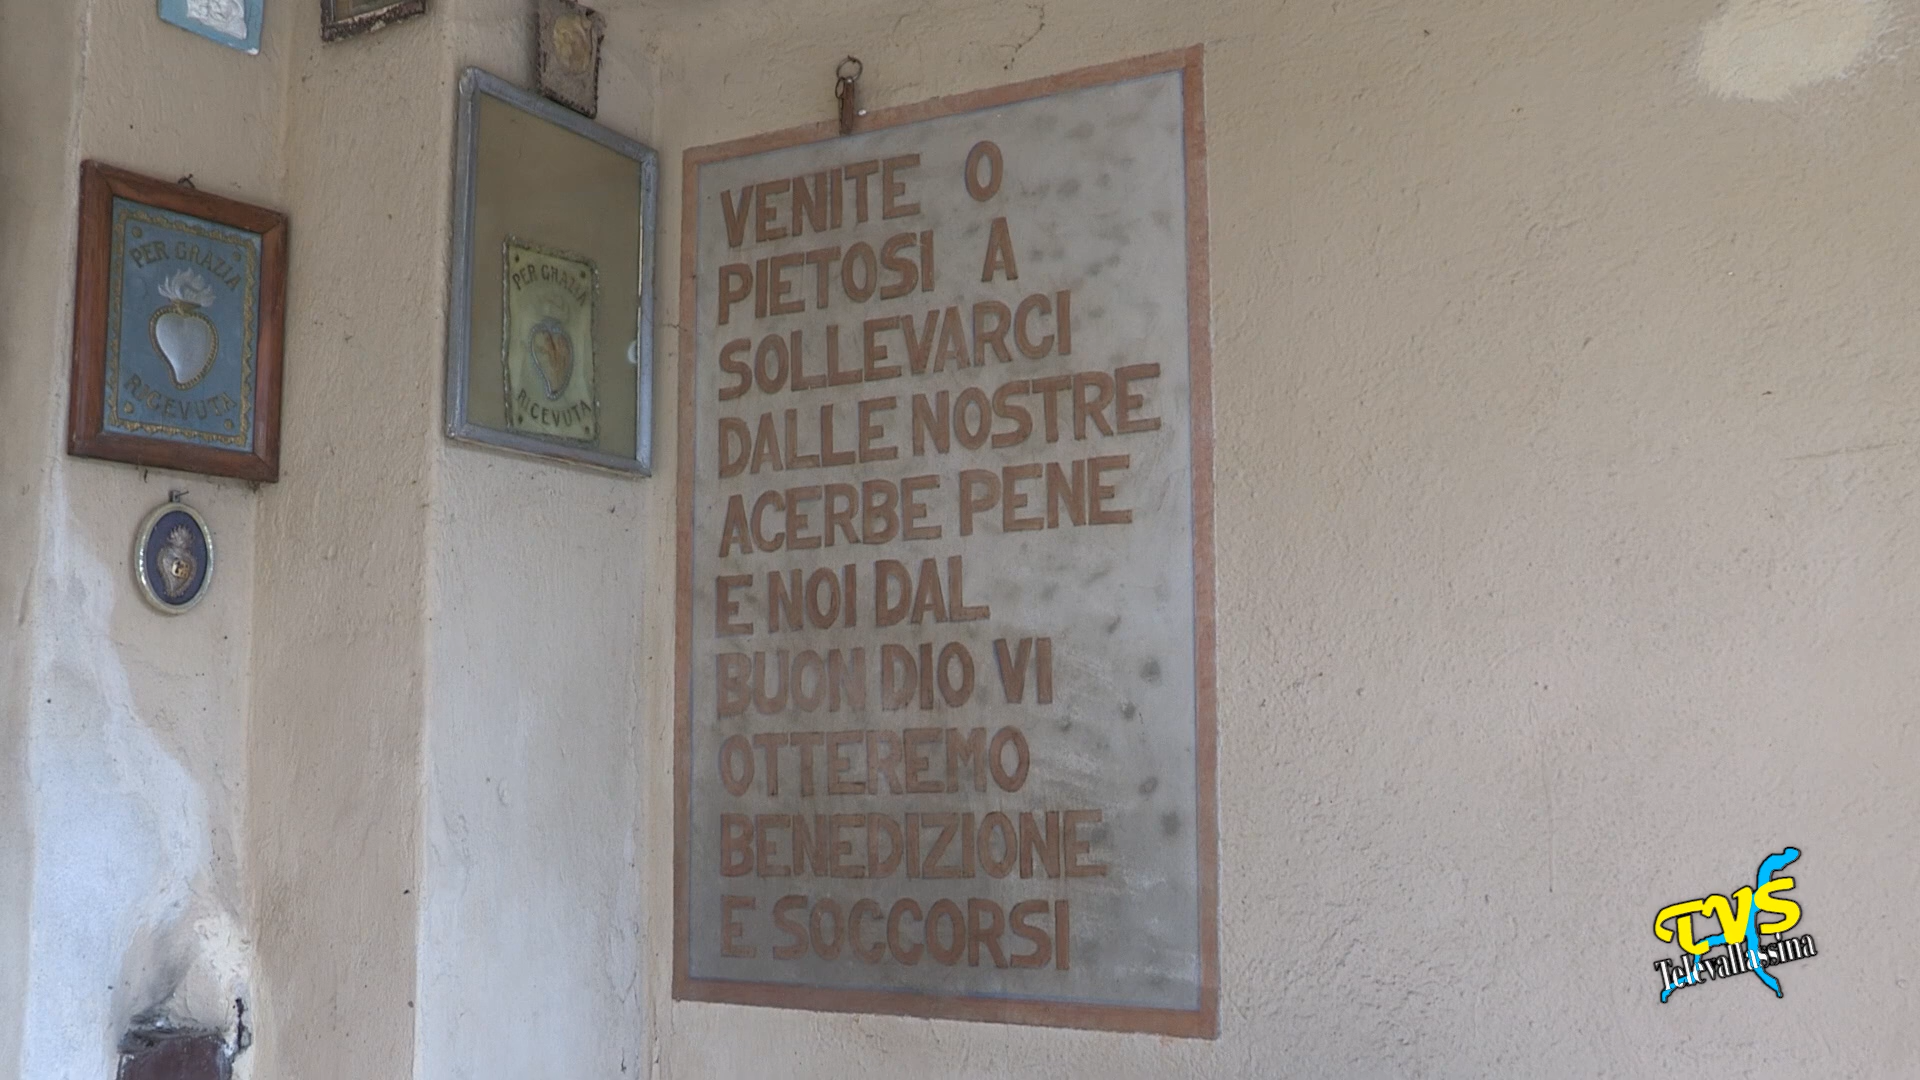 PER GRAZIA
RICEVUTA
PER GRAZIA
RICEVUTA
VENITE O
PIETOSI A
SOLLEVARCI
DALLE NOSTRE
ACERBE PENE
E NOI DAL
BUON DIO VI
OTTEREMO
BENEDIZIONE
E SOCCORSI
TVS
Televallassina